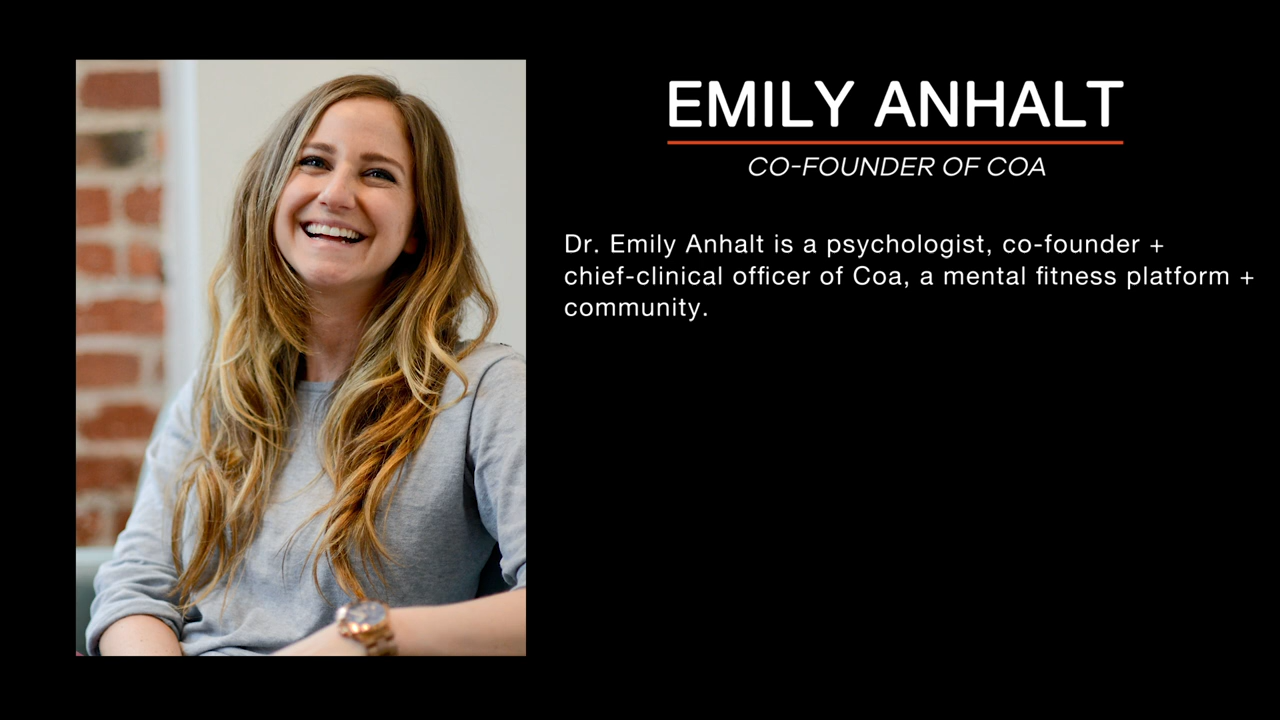 EMILY ANHALT
CO-FOUNDER OF COA
Dr. Emily Anhalt is a psychologist, co-founder +
chief-clinical officer of Coa, a mental fitness platform +
community.